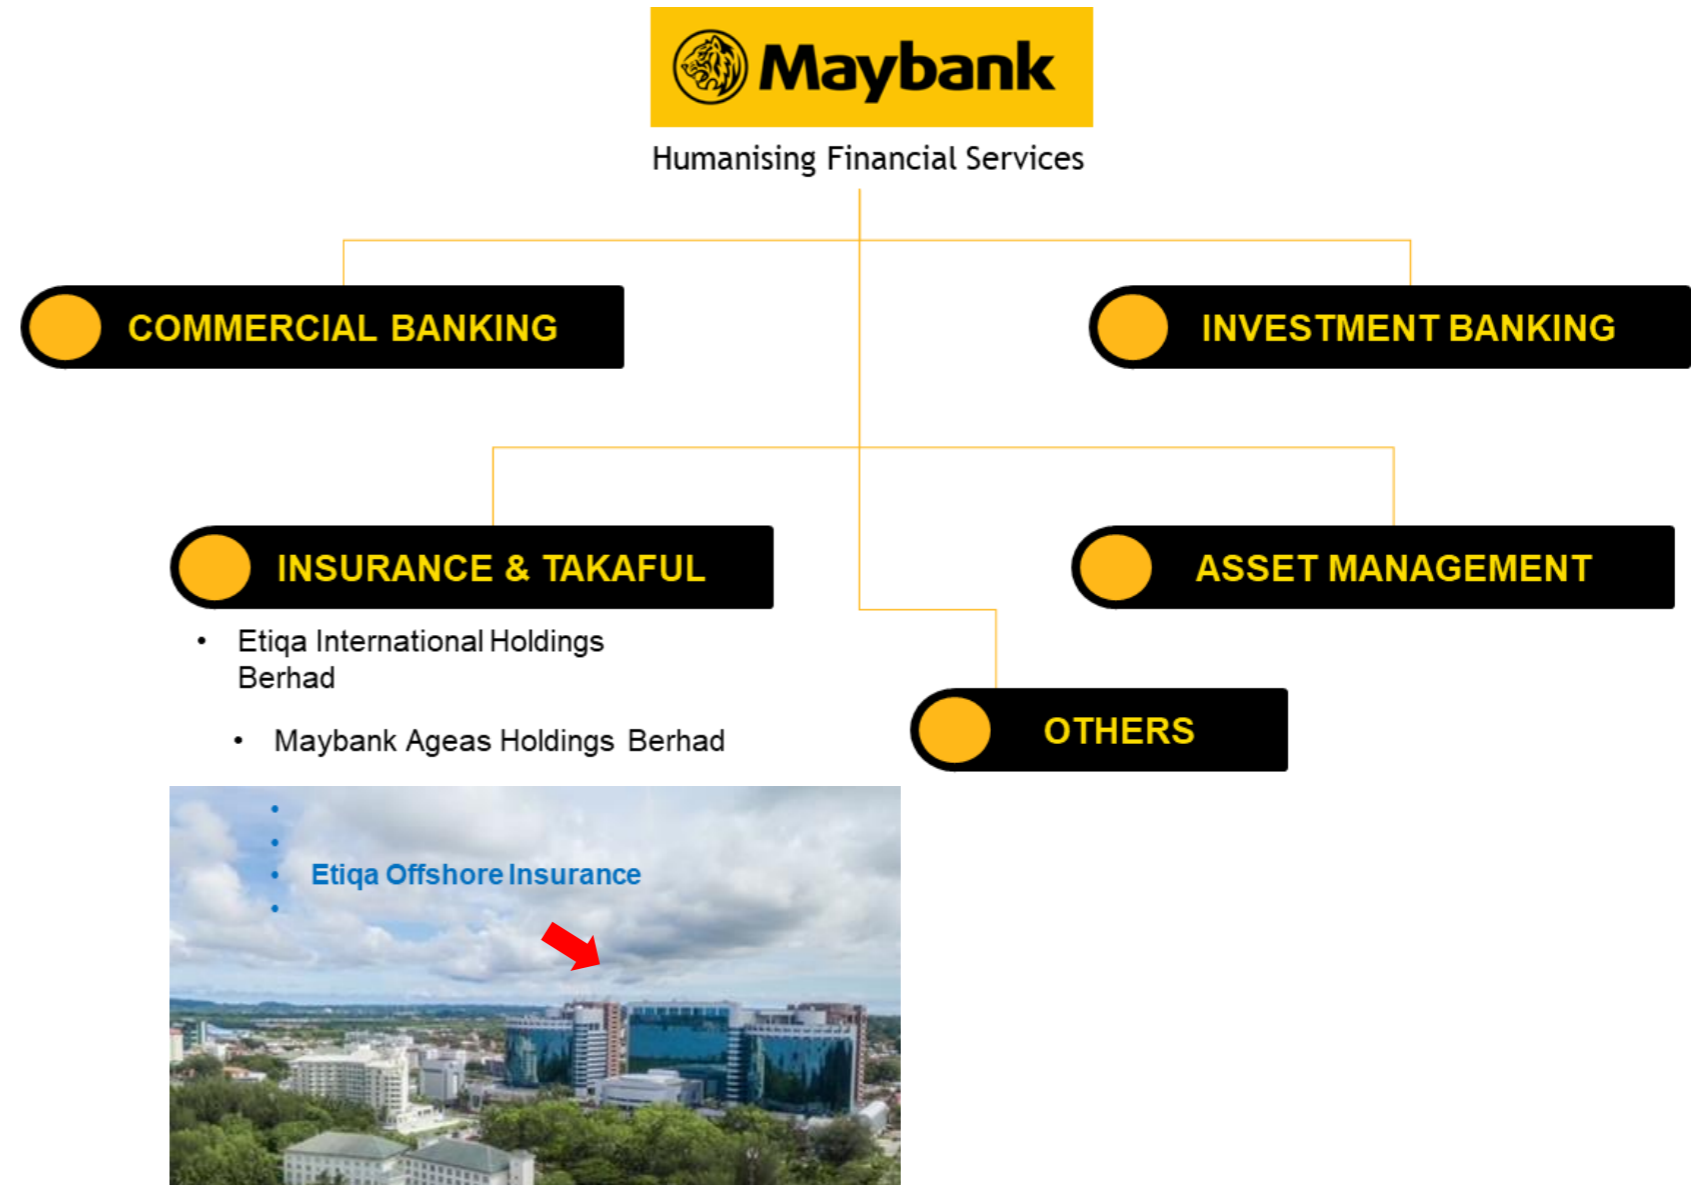 Maybank
Humanising Financial Services
COMMERCIAL BANKING
INVESTMENT BANKING
INSURANCE & TAKAFUL
ASSET MANAGEMENT
• Etiqa International Holdings
Berhad
• Maybank Ageas Holdings Berhad
OTHERS
•
•
• Etiqa Offshore Insurance
•